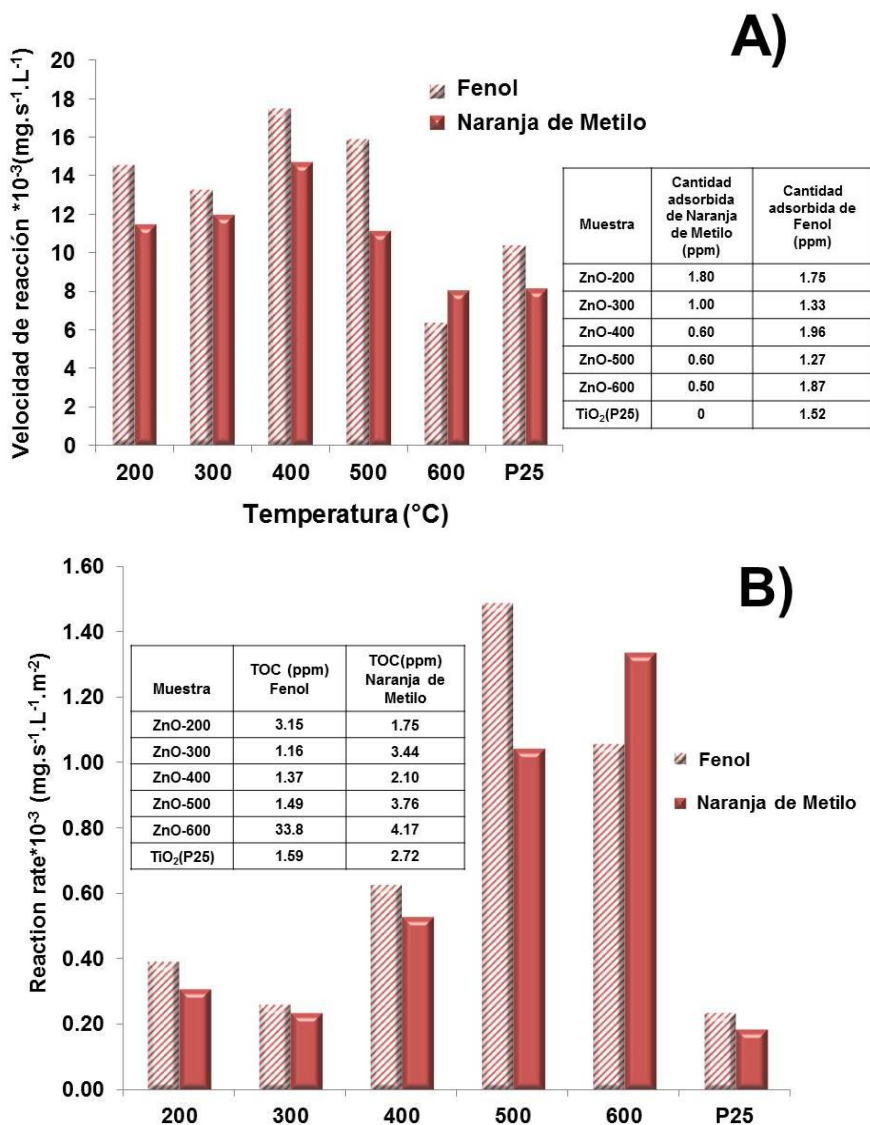 A)
Velocidad de reacción *10⁻³(mg.s⁻¹.L⁻¹)
20
18
16
14
12
10
8
6
4
2
0
Fenol
Naranja de Metilo
200 300 400 500 600 P25
Temperatura (°C)
Muestra
Cantidad
adsorbida
de Naranja
de Metilo
(ppm)
Cantidad
adsorbida de
Fenol
(ppm)
ZnO-200 1.80 1.75
ZnO-300 1.00 1.33
ZnO-400 0.60 1.96
ZnO-500 0.60 1.27
ZnO-600 0.50 1.87
TiO₂(P25) 0 1.52
B)
Reaction rate*10⁻³ (mg.s⁻¹.L⁻¹.m⁻²)
1.60
1.40
1.20
1.00
0.80
0.60
0.40
0.20
0.00
Muestra
TOC (ppm)
Fenol
TOC(ppm)
Naranja de
Metilo
ZnO-200 3.15 1.75
ZnO-300 1.16 3.44
ZnO-400 1.37 2.10
ZnO-500 1.49 3.76
ZnO-600 33.8 4.17
TiO₂(P25) 1.59 2.72
Fenol
Naranja de Metilo
200 300 400 500 600 P25